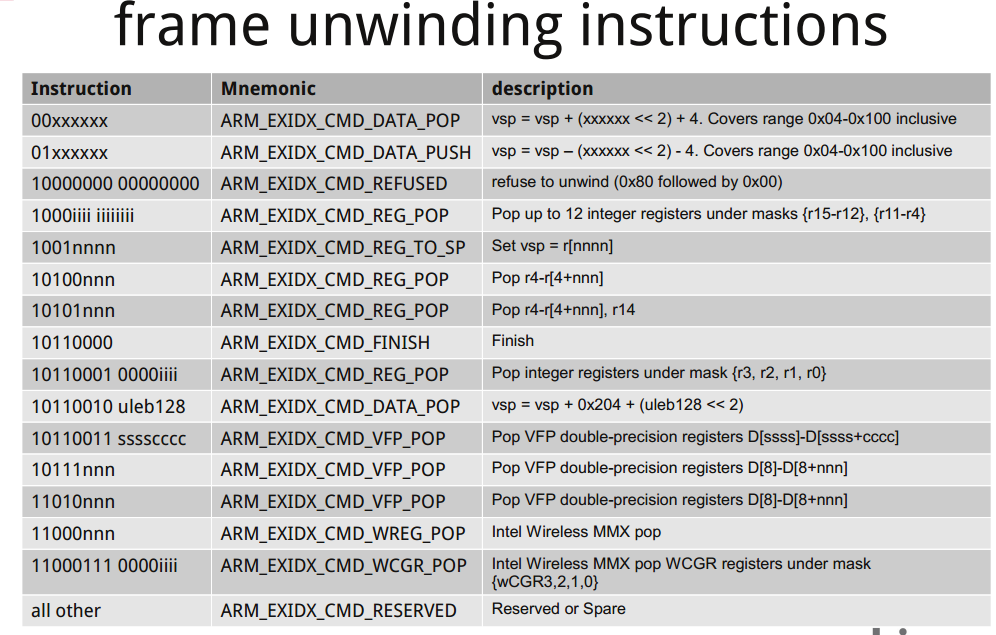 frame unwinding instructions
Instruction Mnemonic description
00xxxxxx ARM_EXIDX_CMD_DATA_POP vsp = vsp + (xxxxxx << 2) + 4. Covers range 0x04-0x100 inclusive
01xxxxxx ARM_EXIDX_CMD_DATA_PUSH vsp = vsp – (xxxxxx << 2) - 4. Covers range 0x04-0x100 inclusive
10000000 00000000 ARM_EXIDX_CMD_REFUSED refuse to unwind (0x80 followed by 0x00)
1000iiii iiiiiiii ARM_EXIDX_CMD_REG_POP Pop up to 12 integer registers under masks {r15-r12}, {r11-r4}
1001nnnn ARM_EXIDX_CMD_REG_TO_SP Set vsp = r[nnnn]
10100nnn ARM_EXIDX_CMD_REG_POP Pop r4-r[4+nnn]
10101nnn ARM_EXIDX_CMD_REG_POP Pop r4-r[4+nnn], r14
10110000 ARM_EXIDX_CMD_FINISH Finish
10110001 0000iiii ARM_EXIDX_CMD_REG_POP Pop integer registers under mask {r3, r2, r1, r0}
10110010 uleb128 ARM_EXIDX_CMD_DATA_POP vsp = vsp + 0x204 + (uleb128 << 2)
10110011 sssscccc ARM_EXIDX_CMD_VFP_POP Pop VFP double-precision registers D[ssss]-D[ssss+cccc]
10111nnn ARM_EXIDX_CMD_VFP_POP Pop VFP double-precision registers D[8]-D[8+nnn]
11010nnn ARM_EXIDX_CMD_VFP_POP Pop VFP double-precision registers D[8]-D[8+nnn]
11000nnn ARM_EXIDX_CMD_WREG_POP Intel Wireless MMX pop
11000111 0000iiii ARM_EXIDX_CMD_WCGR_POP Intel Wireless MMX pop WCGR registers under mask
{wCGR3,2,1,0}
all other ARM_EXIDX_CMD_RESERVED Reserved or Spare